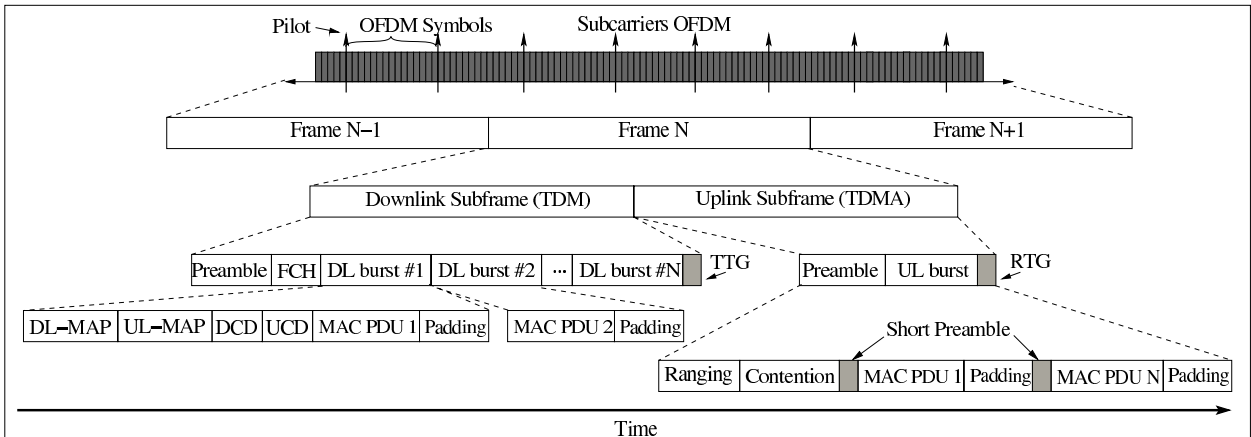 Pilot OFDM Symbols Subcarriers OFDM
Frame N−1 Frame N Frame N+1
Downlink Subframe (TDM) Uplink Subframe (TDMA)
Preamble FCH DL burst #1 DL burst #2 ... DL burst #N TTG Preamble UL burst RTG
DL−MAP UL−MAP DCD UCD MAC PDU 1 Padding MAC PDU 2 Padding
Short Preamble
Ranging Contention MAC PDU 1 Padding MAC PDU N Padding
Time